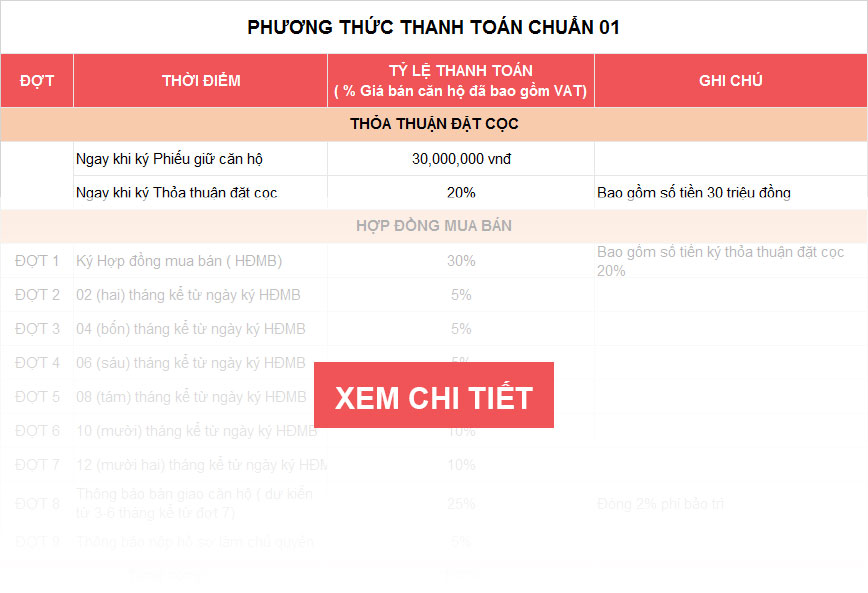 PHƯƠNG THỨC THANH TOÁN CHUẨN 01
ĐỢT THỜI ĐIỂM TỶ LỆ THANH TOÁN GHI CHÚ
( % Giá bán căn hộ đã bao gồm VAT)
THỎA THUẬN ĐẶT CỌC
Ngay khi ký Phiếu giữ căn hộ 30,000,000 vnđ
Ngay khi ký Thỏa thuận đặt cọc 20% Bao gồm số tiền 30 triệu đồng
HỢP ĐỒNG MUA BÁN
ĐỢT 1 Ký Hợp đồng mua bán ( HĐMB) 30% Bao gồm số tiền ký thỏa thuận đặt cọc
20%
ĐỢT 2 02 (hai) tháng kể từ ngày ký HĐMB 5%
ĐỢT 3 04 (bốn) tháng kể từ ngày ký HĐMB 5%
ĐỢT 4 06 (sáu) tháng kể từ ngày ký HĐMB 5%
XEM CHI TIẾT
ĐỢT 5 08 (tám) tháng kể từ ngày ký HĐMB
ĐỢT 6 10 (mười) tháng kể từ ngày ký HĐMB 10%
ĐỢT 7 12 (mười hai) tháng kể từ ngày ký 10%
ĐỢT 8 Thông báo bàn giao căn hộ ( dự kiến 25% Đóng 2% phí bảo trì
từ 3-6 tháng kể từ đợt 7)
ĐỢT 9 Thông báo nộp hồ sơ làm chủ quyền 5%